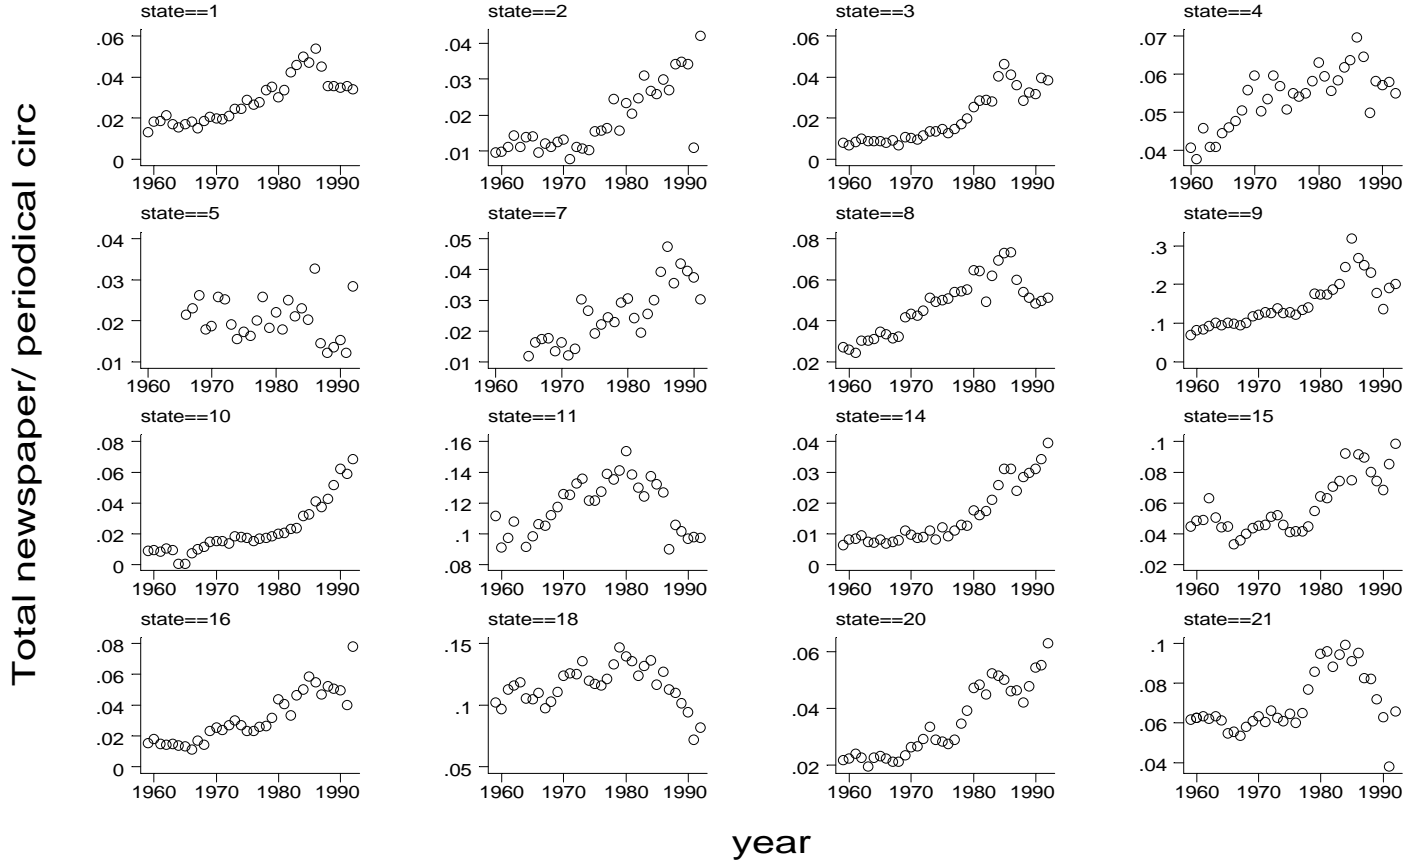 Total newspaper/ periodical circ
state==1
.06
.04
.02
0
1960 1970 1980 1990
state==2
.04
.03
.02
.01
1960 1970 1980 1990
state==3
.06
.04
.02
0
1960 1970 1980 1990
state==4
.07
.06
.05
.04
1960 1970 1980 1990
state==5
.04
.03
.02
.01
1960 1970 1980 1990
state==7
.05
.04
.03
.02
.01
1960 1970 1980 1990
state==8
.08
.06
.04
.02
1960 1970 1980 1990
state==9
.3
.2
.1
0
1960 1970 1980 1990
state==10
.08
.06
.04
.02
0
1960 1970 1980 1990
state==11
.16
.14
.12
.1
.08
1960 1970 1980 1990
state==14
.04
.03
.02
.01
0
1960 1970 1980 1990
state==15
.1
.08
.06
.04
.02
1960 1970 1980 1990
state==16
.08
.06
.04
.02
0
1960 1970 1980 1990
state==18
.15
.1
.05
1960 1970 1980 1990
state==20
.06
.04
.02
1960 1970 1980 1990
state==21
.1
.08
.06
.04
1960 1970 1980 1990
year